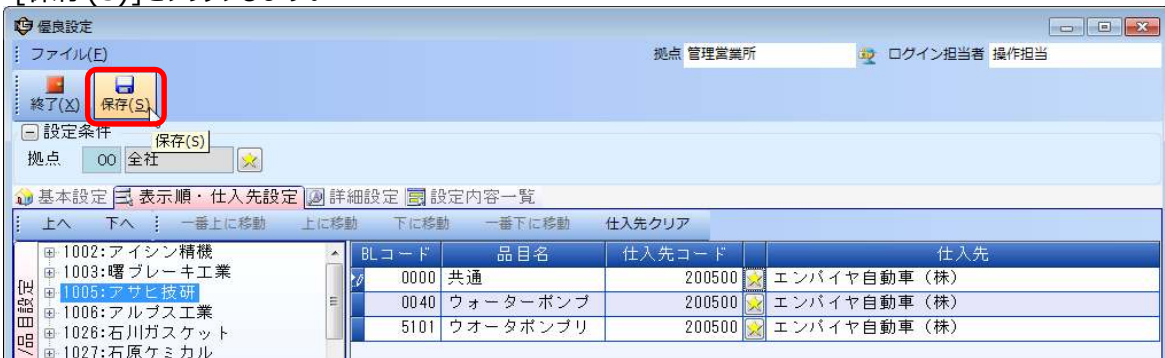 [保存(S)]をクリックします。
優良設定
ファイル(F) 拠点 管理営業所 ログイン担当者 操作担当
終了(X) 保存(S)
保存(S)
設定条件
拠点 00 全社
基本設定 表示順・仕入先設定 詳細設定 設定内容一覧
上へ 下へ 一番上に移動 上に移動 下に移動 一番下に移動 仕入先クリア
1002:アイシン精機
1003:曙ブレーキ工業
1005:アサヒ技研
1006:アルプス工業
1026:石川ガスケット
1027:石原ケミカル
BLコード 品目名 仕入先コード 仕入先
0000 共通 200500 エンパイヤ自動車（株）
0040 ウォーターポンプ 200500 エンパイヤ自動車（株）
5101 ウオータポンプリ 200500 エンパイヤ自動車（株）